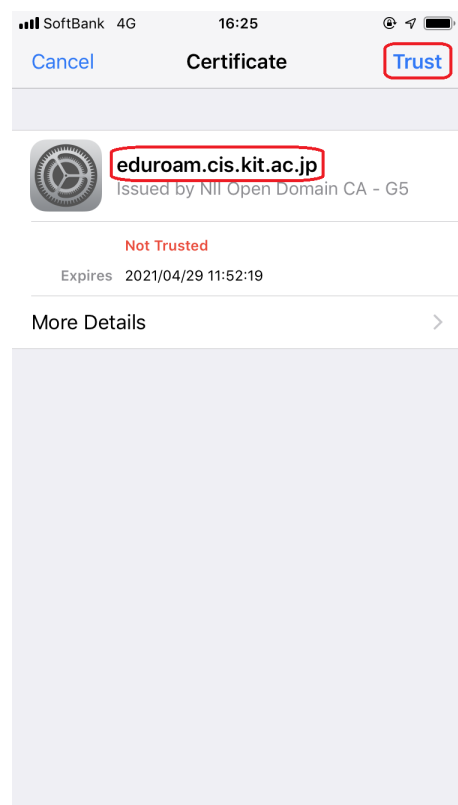 SoftBank 4G 16:25
Cancel Certificate Trust
eduroam.cis.kit.ac.jp
Issued by NII Open Domain CA - G5
Not Trusted
Expires 2021/04/29 11:52:19
More Details